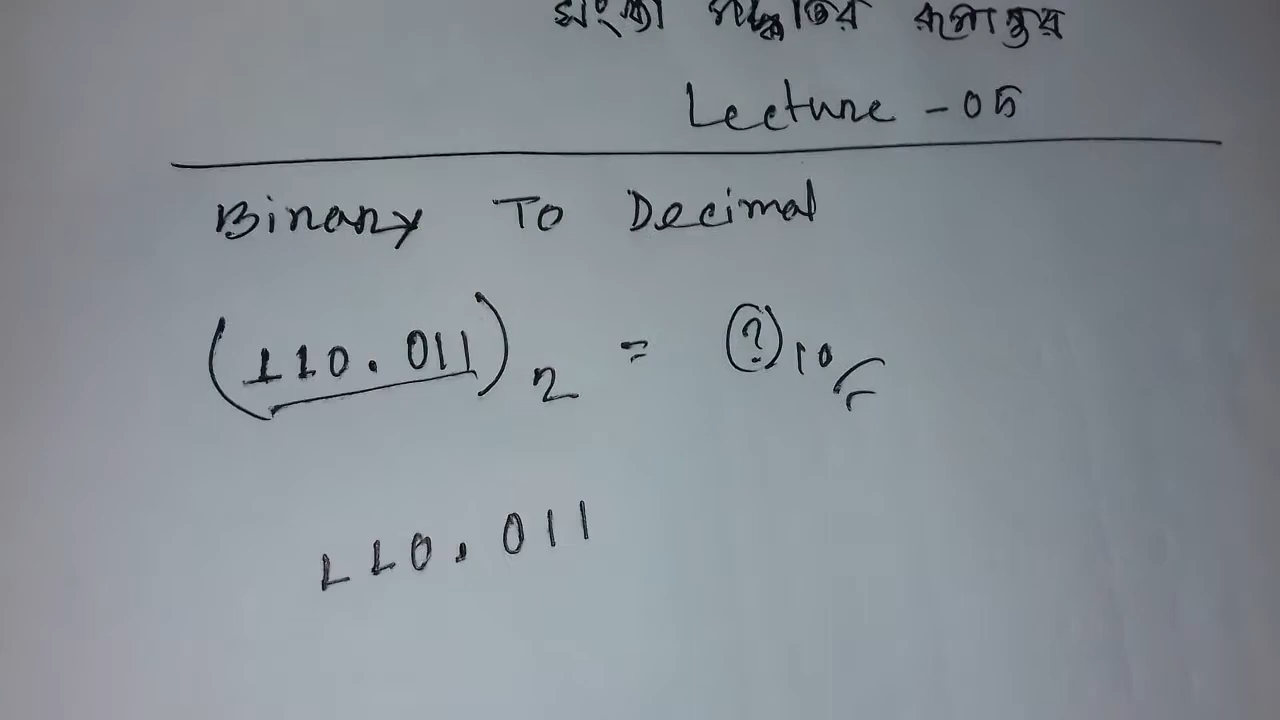 সংখ্যা পদ্ধতির রূপান্তর
Lecture - 05
Binary To Decimal
(110.011)2 = (?)10
110.011